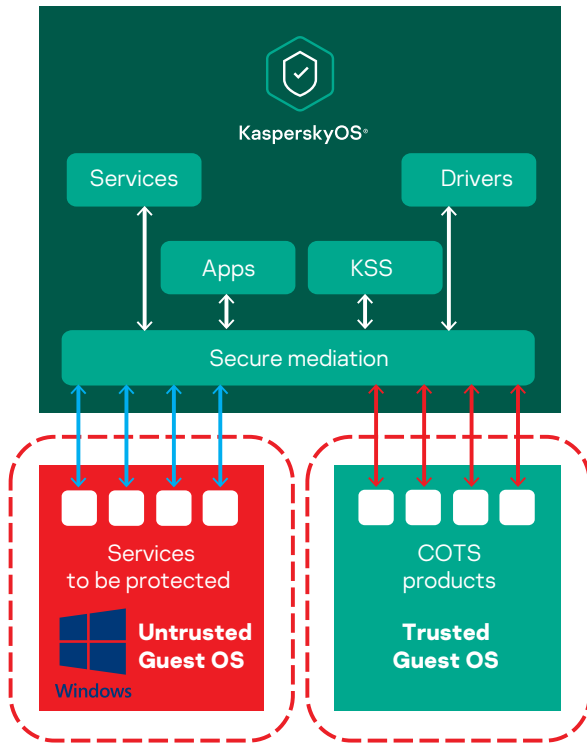 KasperskyOS®
Services
Drivers
Apps
KSS
Secure mediation
Services
to be protected
Untrusted
Guest OS
Windows
COTS
products
Trusted
Guest OS